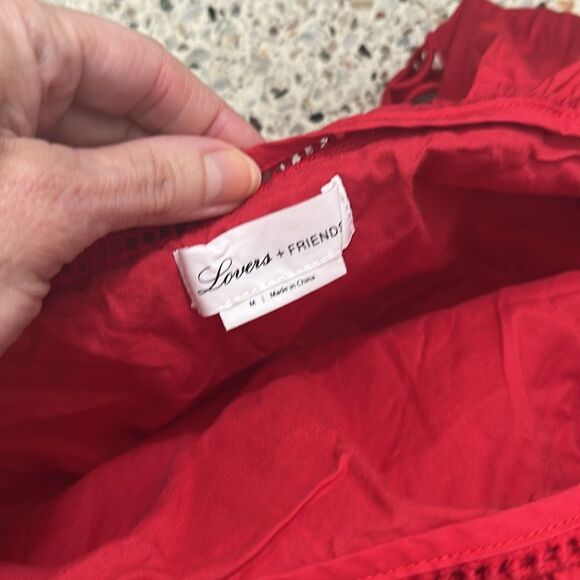 Lovers + FRIENDS
M | Made in China